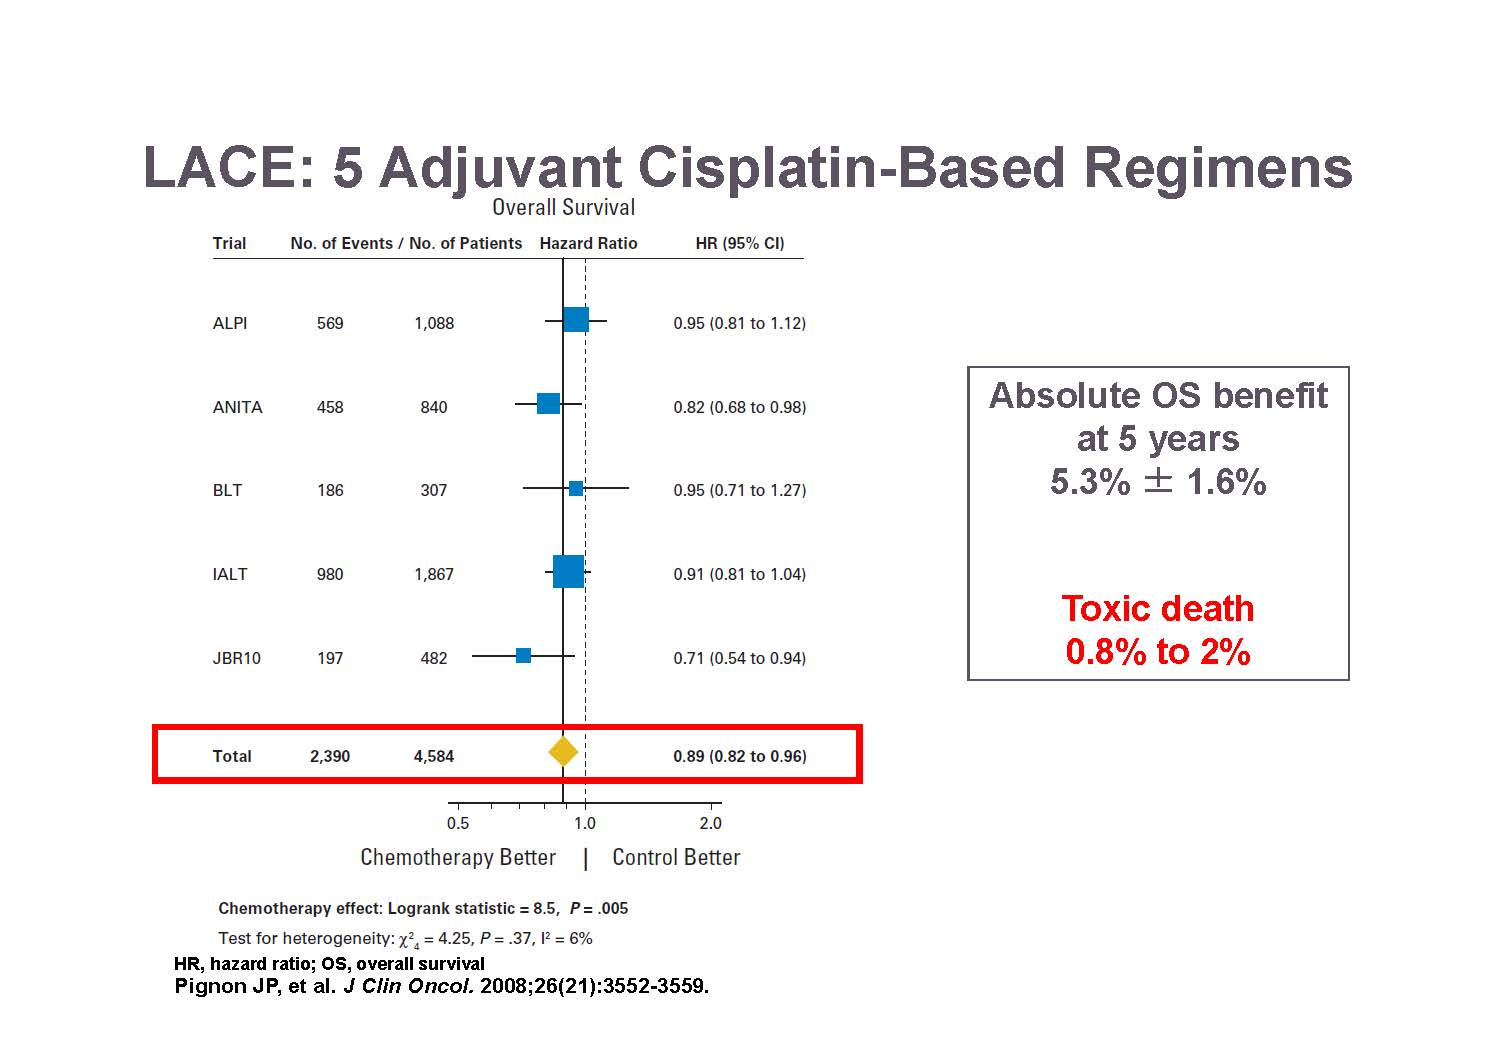 LACE: 5 Adjuvant Cisplatin-Based Regimens
Overall Survival
Trial No. of Events / No. of Patients Hazard Ratio HR (95% CI)
ALPI 569 1,088 0.95 (0.81 to 1.12)
ANITA 458 840 0.82 (0.68 to 0.98)
BLT 186 307 0.95 (0.71 to 1.27)
IALT 980 1,867 0.91 (0.81 to 1.04)
JBR10 197 482 0.71 (0.54 to 0.94)
Total 2,390 4,584 0.89 (0.82 to 0.96)
0.5 1.0 2.0
Chemotherapy Better | Control Better
Chemotherapy effect: Logrank statistic = 8.5, P = .005
Test for heterogeneity: χ²₄ = 4.25, P = .37, I² = 6%
HR, hazard ratio; OS, overall survival
Pignon JP, et al. J Clin Oncol. 2008;26(21):3552-3559.
Absolute OS benefit
at 5 years
5.3% ± 1.6%
Toxic death
0.8% to 2%